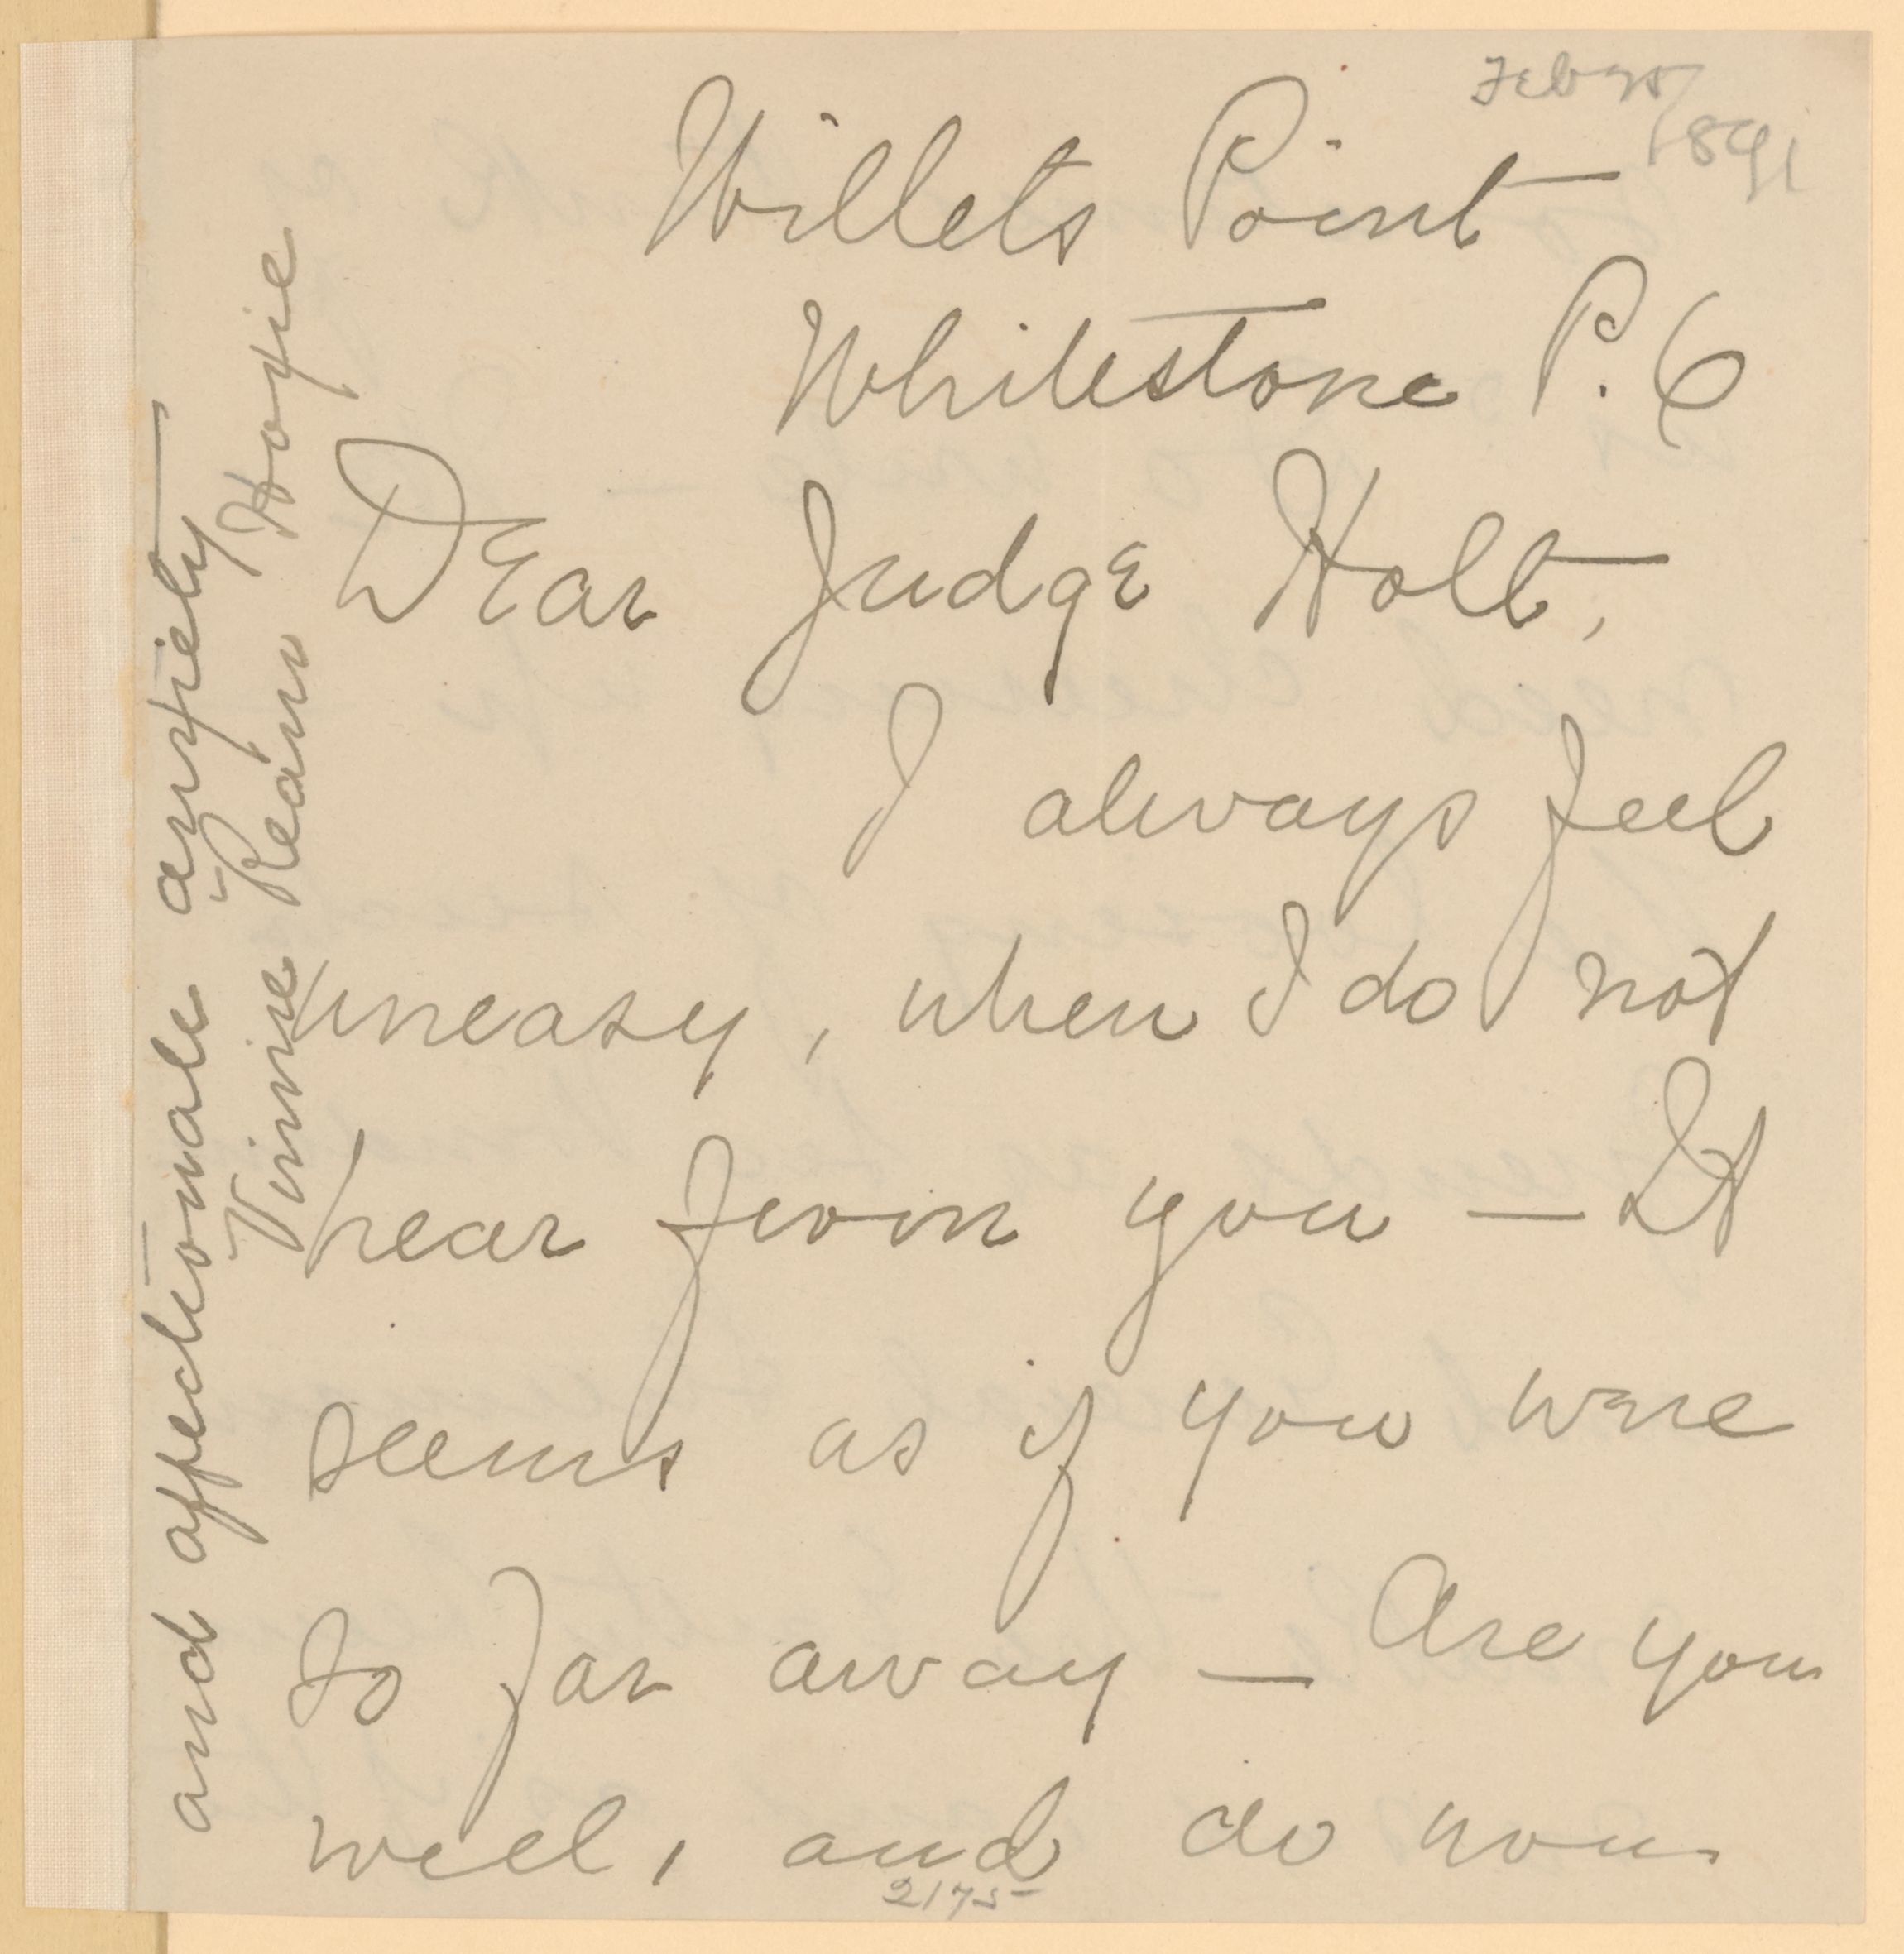 Feb 25
1891
Willets Point
Whitestone P.O
Dear Judge Holt,
I always feel
uneasy, when I do not
hear from you — It
seems as if you were
so far away — Are you
well, and do you
2175
and affectionate anxiety
Vinnie Ream Hoxie